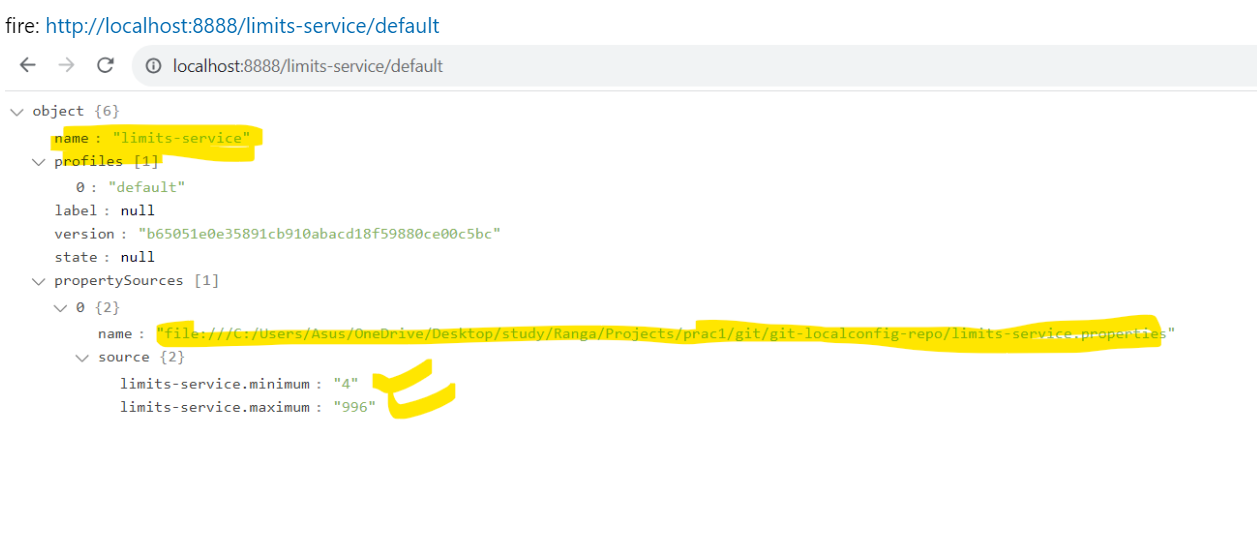 fire: http://localhost:8888/limits-service/default
localhost:8888/limits-service/default
object {6}
name : "limits-service"
profiles [1]
0 : "default"
label : null
version : "b65051e0e35891cb910abacd18f59880ce00c5bc"
state : null
propertySources [1]
0 {2}
name : "file:///C:/Users/Asus/OneDrive/Desktop/study/Ranga/Projects/prac1/git/git-localconfig-repo/limits-service.properties"
source {2}
limits-service.minimum : "4"
limits-service.maximum : "996"